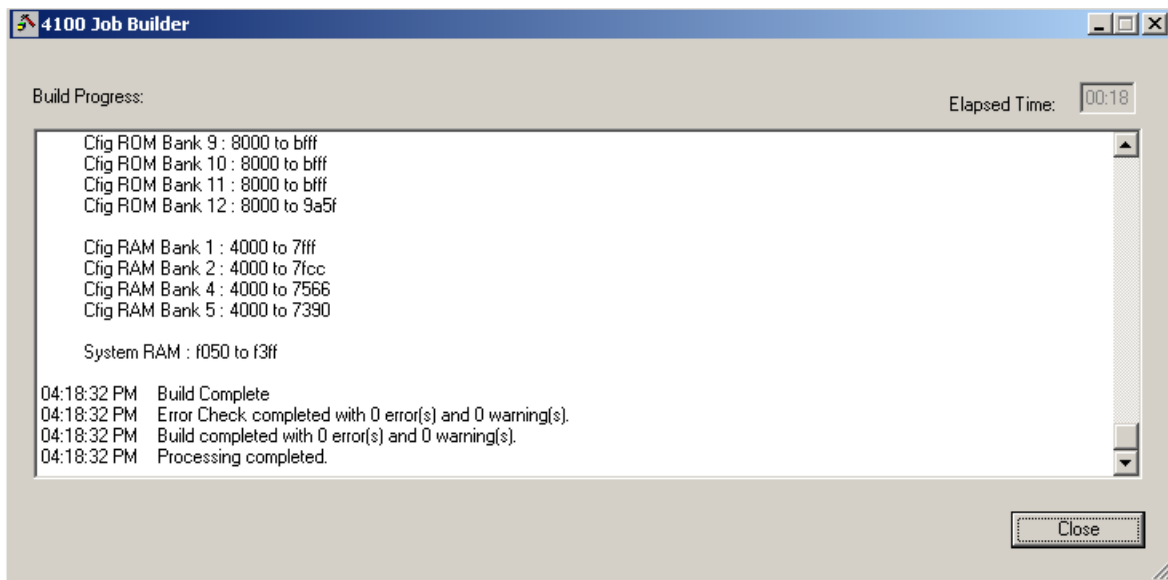 4100 Job Builder
Build Progress:
Elapsed Time: 00:18
Cfig ROM Bank 9 : 8000 to bfff
Cfig ROM Bank 10 : 8000 to bfff
Cfig ROM Bank 11 : 8000 to bfff
Cfig ROM Bank 12 : 8000 to 9a5f
Cfig RAM Bank 1 : 4000 to 7fff
Cfig RAM Bank 2 : 4000 to 7fcc
Cfig RAM Bank 4 : 4000 to 7566
Cfig RAM Bank 5 : 4000 to 7390
System RAM : f050 to f3ff
04:18:32 PM Build Complete
04:18:32 PM Error Check completed with 0 error(s) and 0 warning(s).
04:18:32 PM Build completed with 0 error(s) and 0 warning(s).
04:18:32 PM Processing completed.
Close